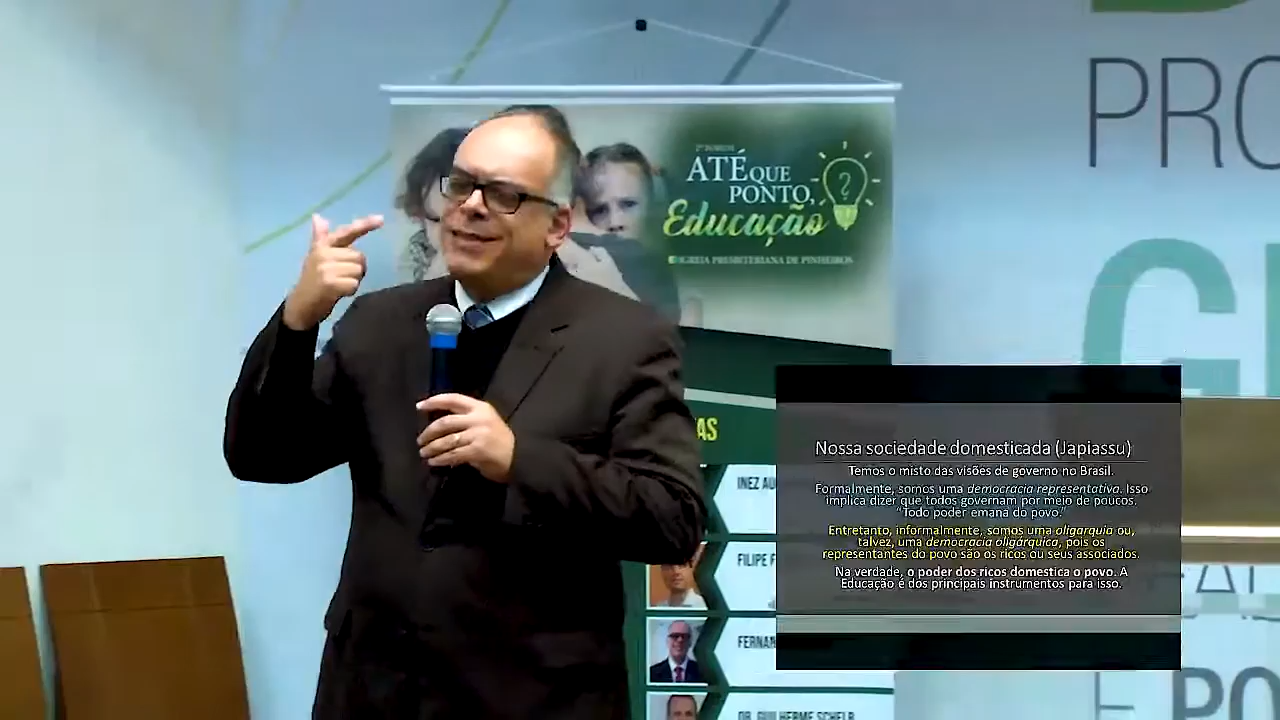 PRO
2º FÓRUM
ATÉ QUE
PONTO,
Educação
?
IGREJA PRESBITERIANA DE PINHEIROS
INEZ AU
FILIPE F
FERNAN
DR. GUILHERME SCHELB
Nossa sociedade domesticada (Japiassu)
Temos o misto das visões de governo no Brasil.
Formalmente, somos uma democracia representativa. Isso
implica dizer que todos governam por meio de poucos.
“Todo poder emana do povo.”
Entretanto, informalmente, somos uma oligarquia ou,
talvez, uma democracia oligárquica, pois os
representantes do povo são os ricos ou seus associados.
Na verdade, o poder dos ricos domestica o povo. A
Educação é dos principais instrumentos para isso.
E PO